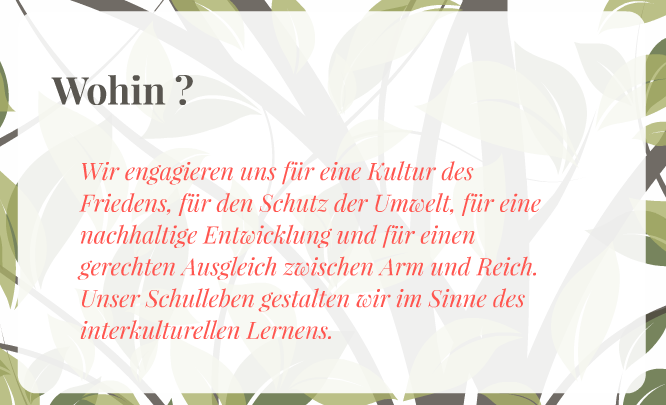 Wohin ?
Wir engagieren uns für eine Kultur des
Friedens, für den Schutz der Umwelt, für eine
nachhaltige Entwicklung und für einen
gerechten Ausgleich zwischen Arm und Reich.
Unser Schulleben gestalten wir im Sinne des
interkulturellen Lernens.